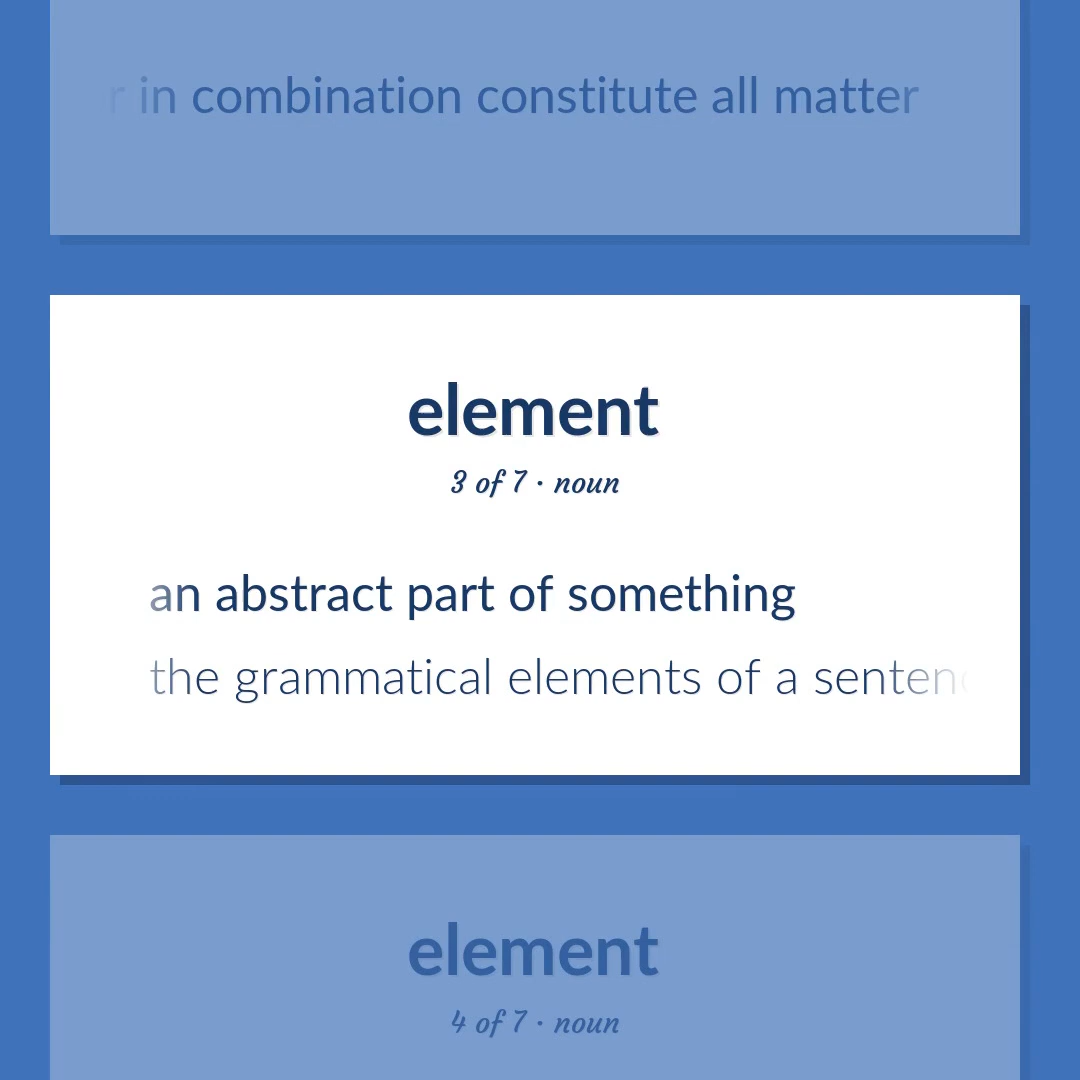 in combination constitute all matter
element
3 of 7 · noun
an abstract part of something
the grammatical elements of a
element
4 of 7 · noun